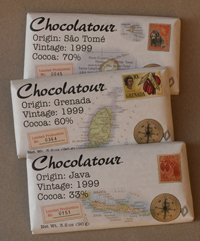 Chocolatour
Origin: São Tomé
Vintage: 1999
Cocoa: 70%
Chocolatour
Origin: Grenada
Vintage: 1999
Cocoa: 60%
GRENADA
Chocolatour
Origin: Java
Vintage: 1999
Cocoa: 33%